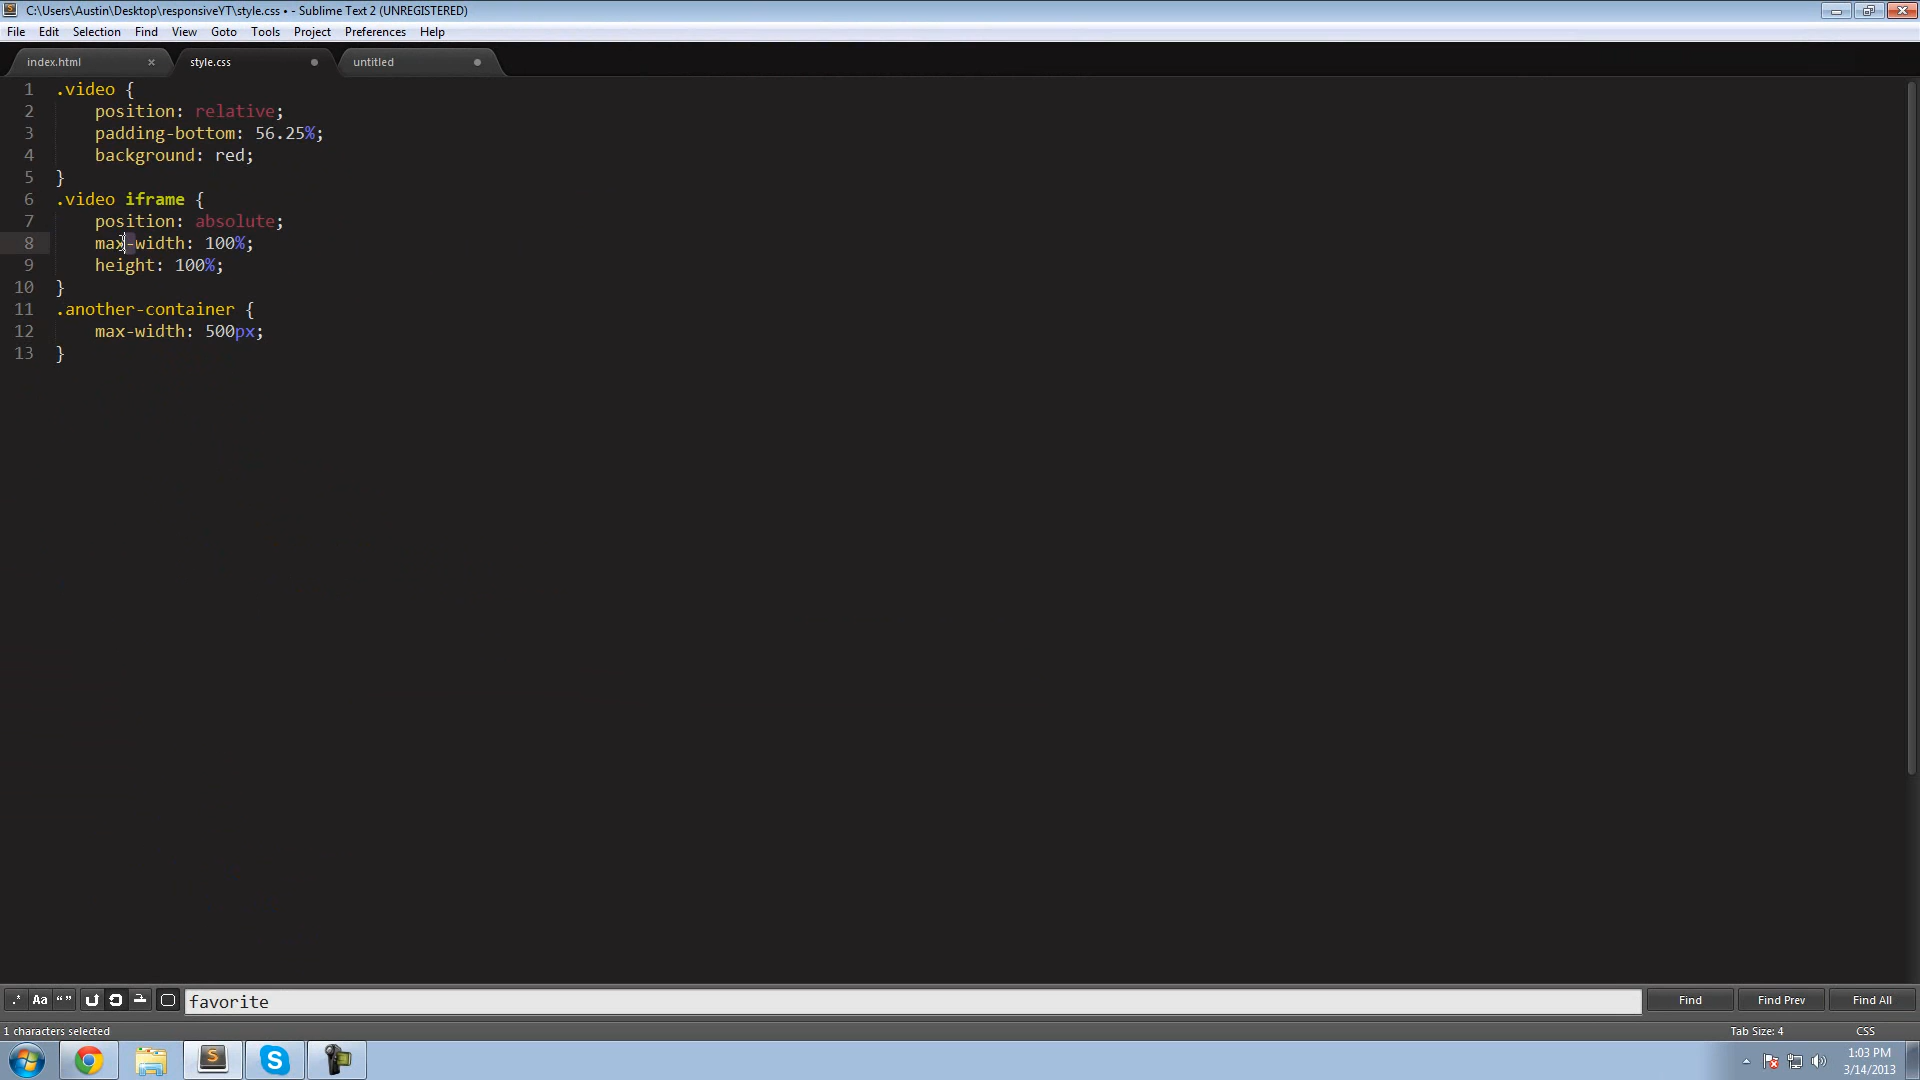 C:\Users\Austin\Desktop\responsiveYT\style.css • - Sublime Text 2 (UNREGISTERED)
File Edit Selection Find View Goto Tools Project Preferences Help
index.html × style.css untitled
1 .video {
2 position: relative;
3 padding-bottom: 56.25%;
4 background: red;
5 }
6 .video iframe {
7 position: absolute;
8 max-width: 100%;
9 height: 100%;
10 }
11 .another-container {
12 max-width: 500px;
13 }
.* Aa “ ” favorite Find Find Prev Find All
1 characters selected Tab Size: 4 CSS
1:03 PM
3/14/2013